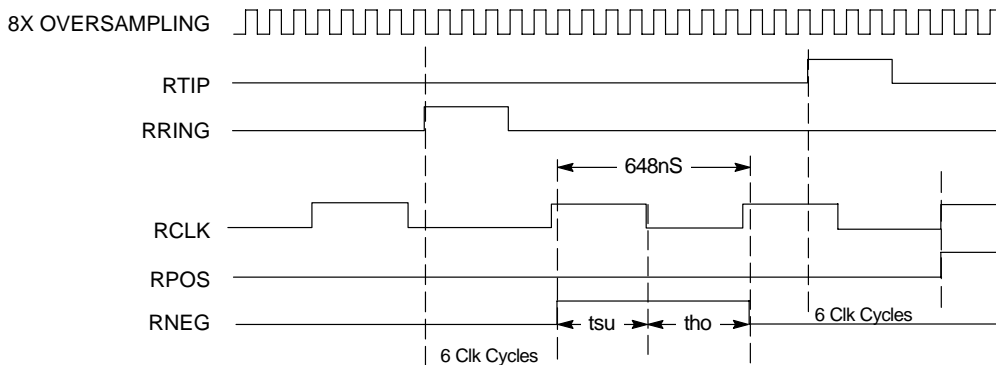 8X OVERSAMPLING
RTIP
RRING
648nS
RCLK
RPOS
RNEG
tsu
tho
6 Clk Cycles
6 Clk Cycles